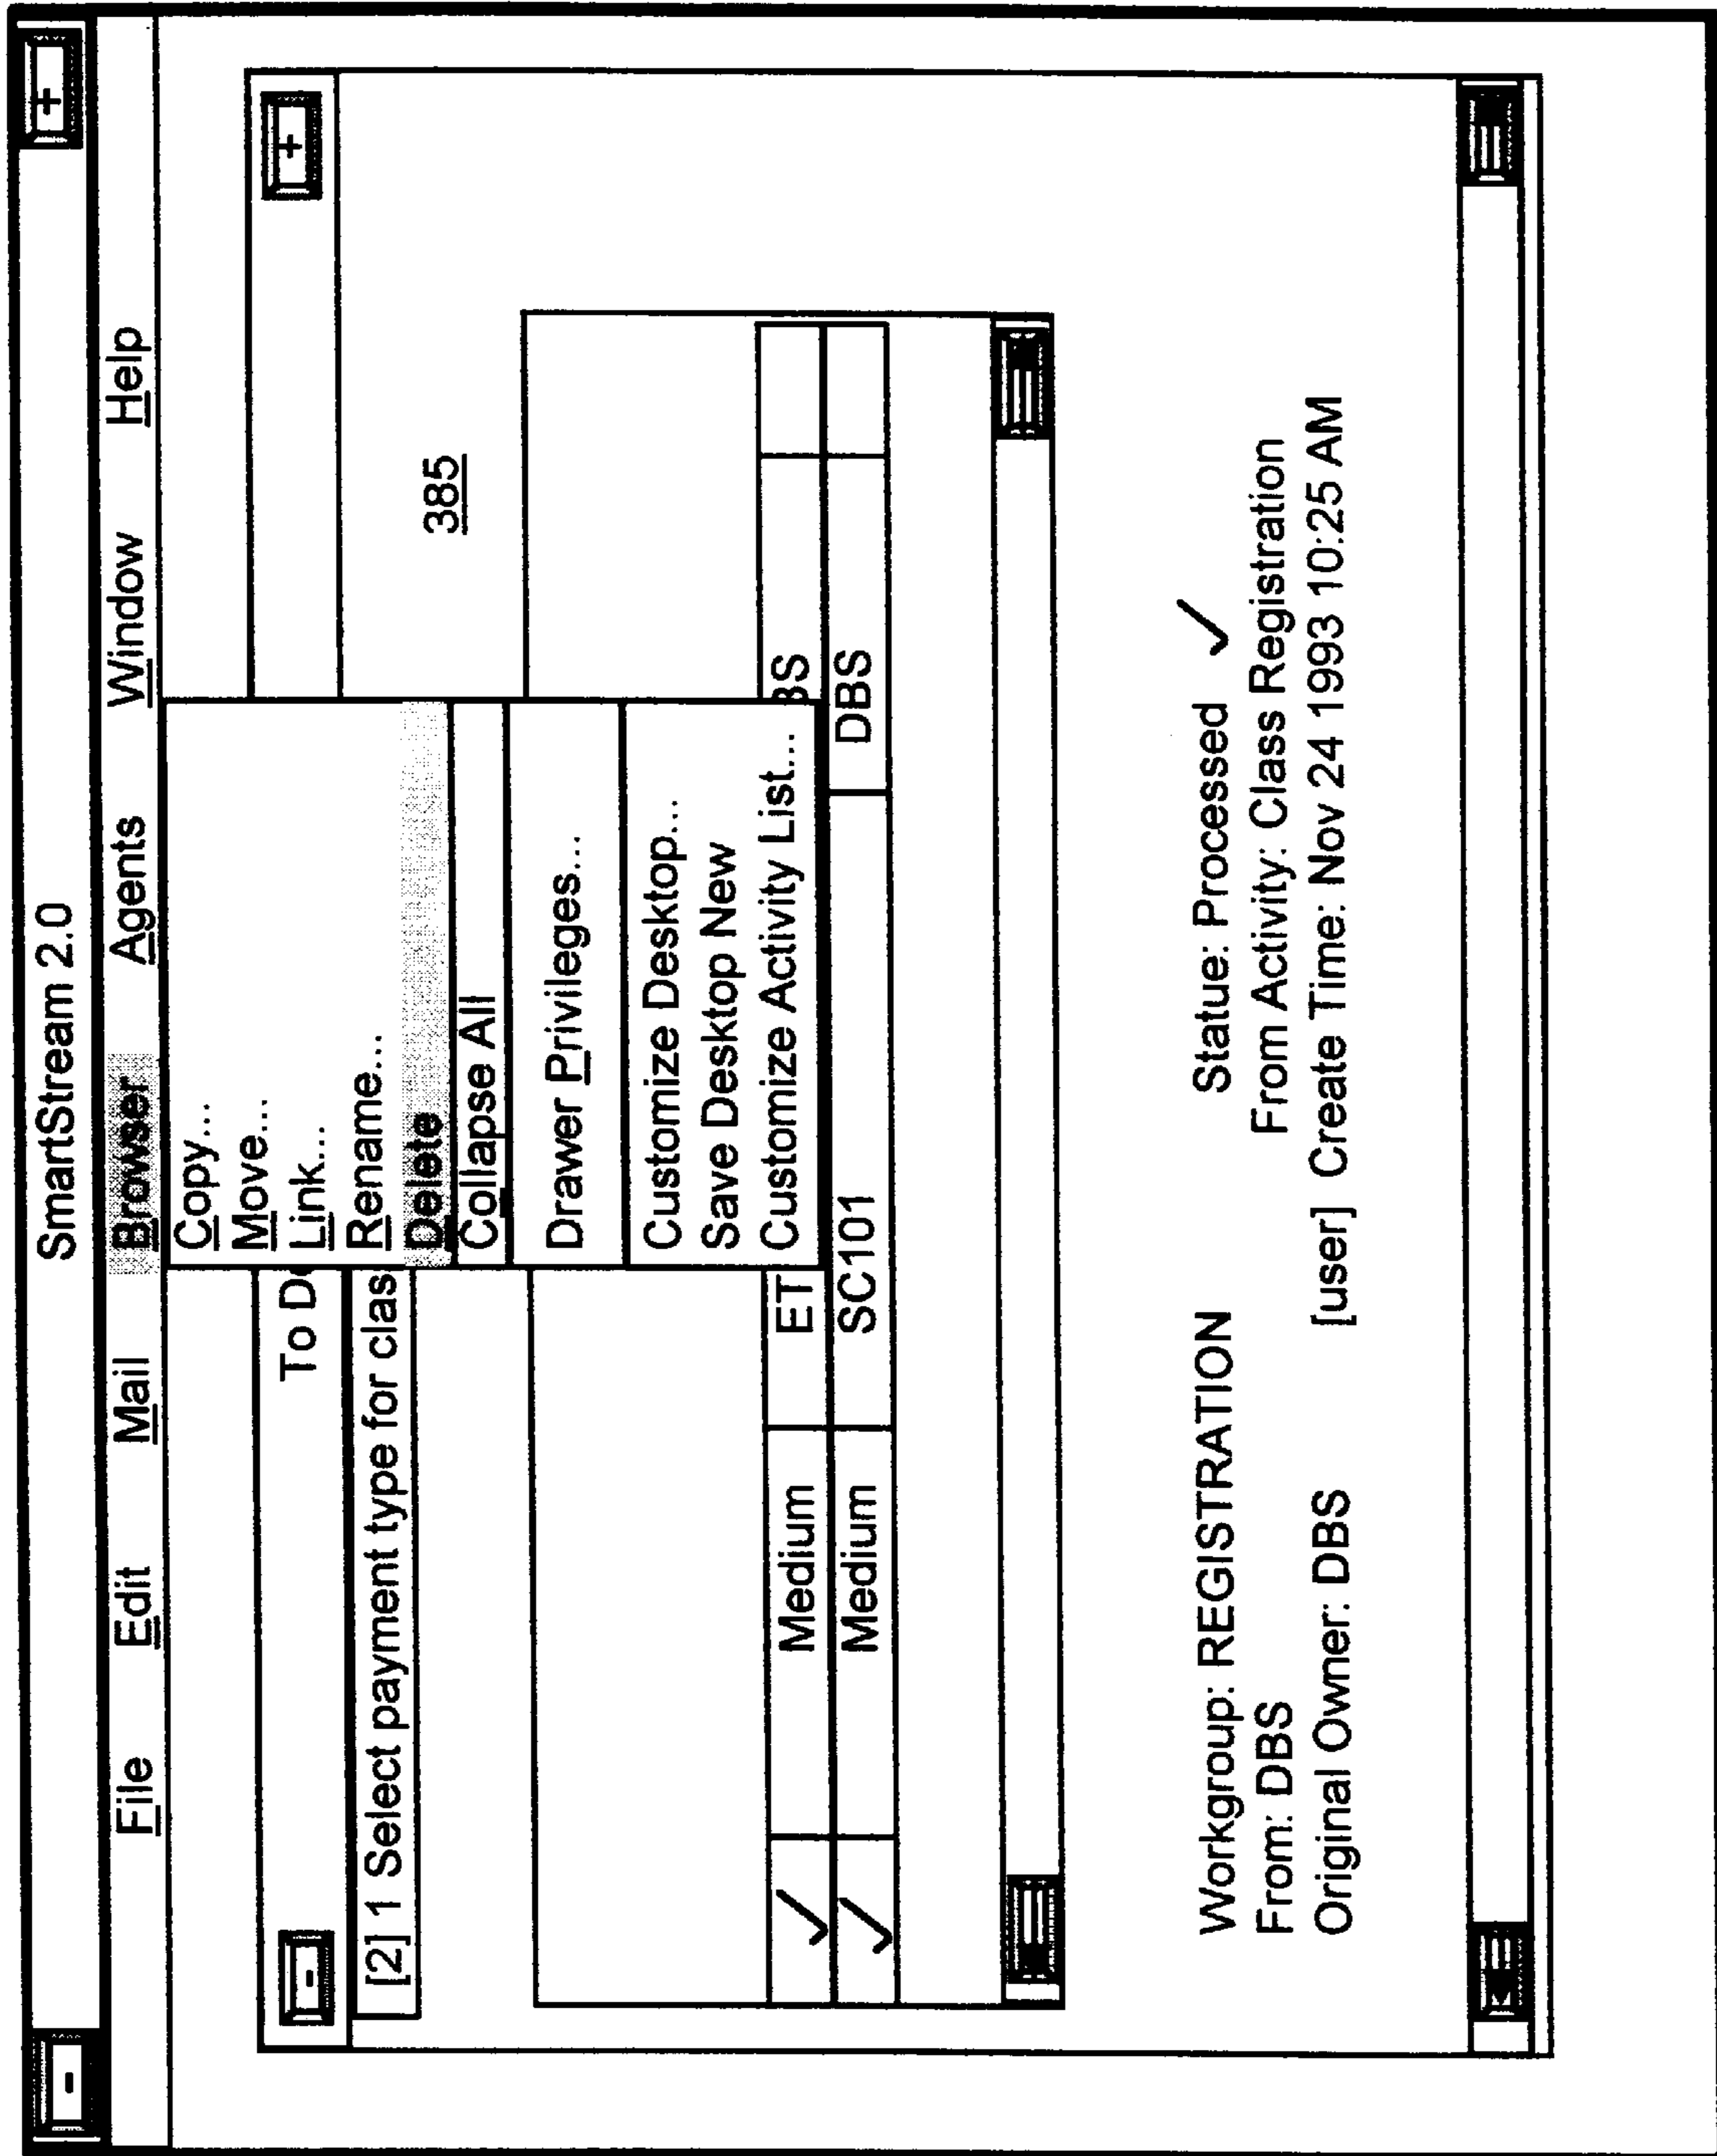 SmartStream 2.0
File Edit Mail Browser Agents Window Help
Copy...
Move...
Link...
Rename...
Delete
Collapse All
Drawer Privileges...
Customize Desktop...
Save Desktop New
Customize Activity List...
-
+
-
To D
+
[2] 1 Select payment type for clas
385
✓ Medium ET BS
✓ Medium SC101 DBS
Workgroup: REGISTRATION Statue: Processed ✓
From: DBS From Activity: Class Registration
Original Owner: DBS [user] Create Time: Nov 24 1993 10:25 AM